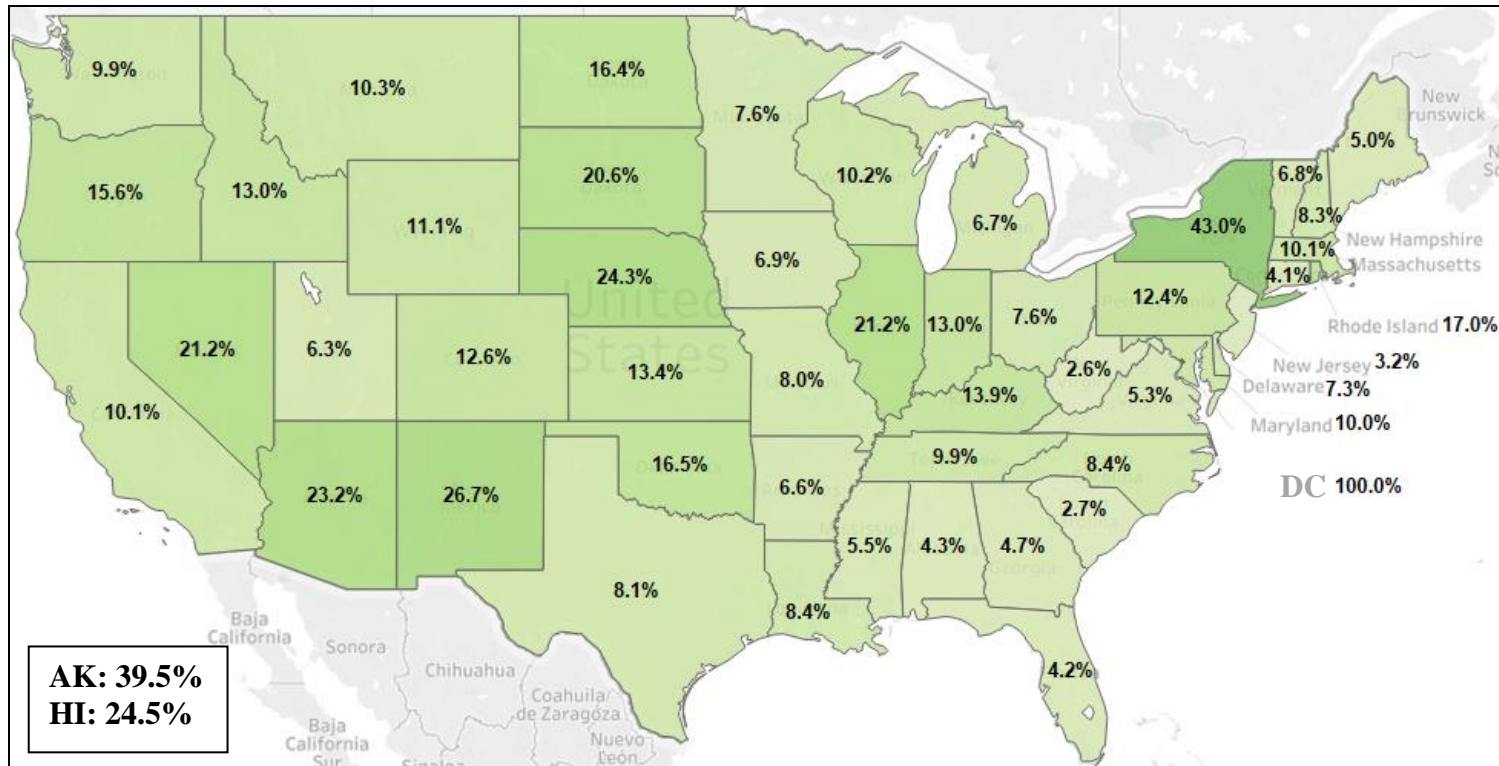 9.9%
10.3%
16.4%
7.6%
5.0%
New
Brunswick
15.6%
13.0%
20.6%
Dakota
10.2%
6.8%
8.3%
11.1%
6.7%
43.0%
New Hampshire
10.1%
Massachusetts
6.9%
24.3%
4.1%
United
States
12.4%
21.2%
13.0%
7.6%
Rhode Island 17.0%
21.2%
6.3%
12.6%
13.4%
8.0%
2.6%
New Jersey 3.2%
Delaware 7.3%
10.1%
13.9%
5.3%
Maryland 10.0%
9.9%
8.4%
23.2%
26.7%
Mexico
16.5%
6.6%
2.7%
DC 100.0%
Mississippi
5.5%
4.3%
4.7%
Georgia
8.1%
8.4%
4.2%
Baja
California
Sonora
Chihuahua
Coahuila
de Zaragoza
Nuevo
León
Baja
California
Sur
Sinaloa
AK: 39.5%
HI: 24.5%